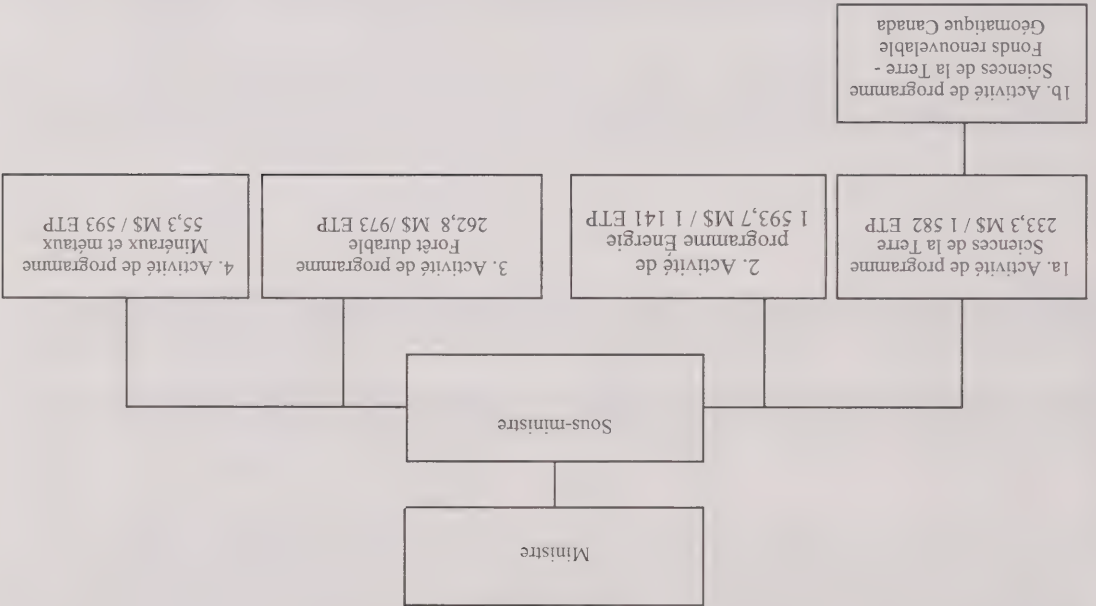 Ministre
Sous-ministre
1a. Activité de programme
Sciences de la Terre
233,3 M$ / 1 582 ETP
2. Activité de
programme Énergie
1 593,7 M$ / 1 141 ETP
3. Activité de programme
Forêt durable
262,8 M$ /973 ETP
4. Activité de programme
Minéraux et métaux
55,3 M$ / 593 ETP
1b. Activité de programme
Sciences de la Terre -
Fonds renouvelable
Géomatique Canada